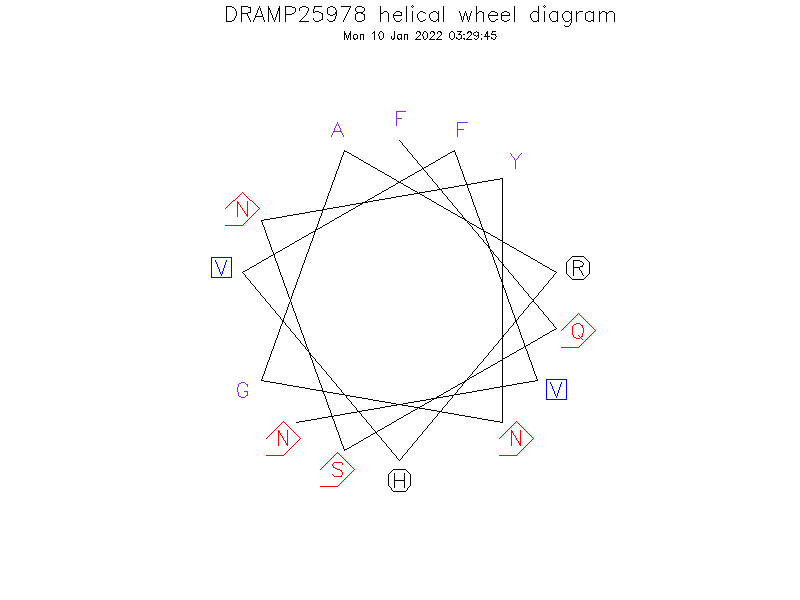 DRAMP25978 helical wheel diagram
Mon 10 Jan 2022 03:29:45
A F F
Y
N
V R
Q
G V
N N
S
H